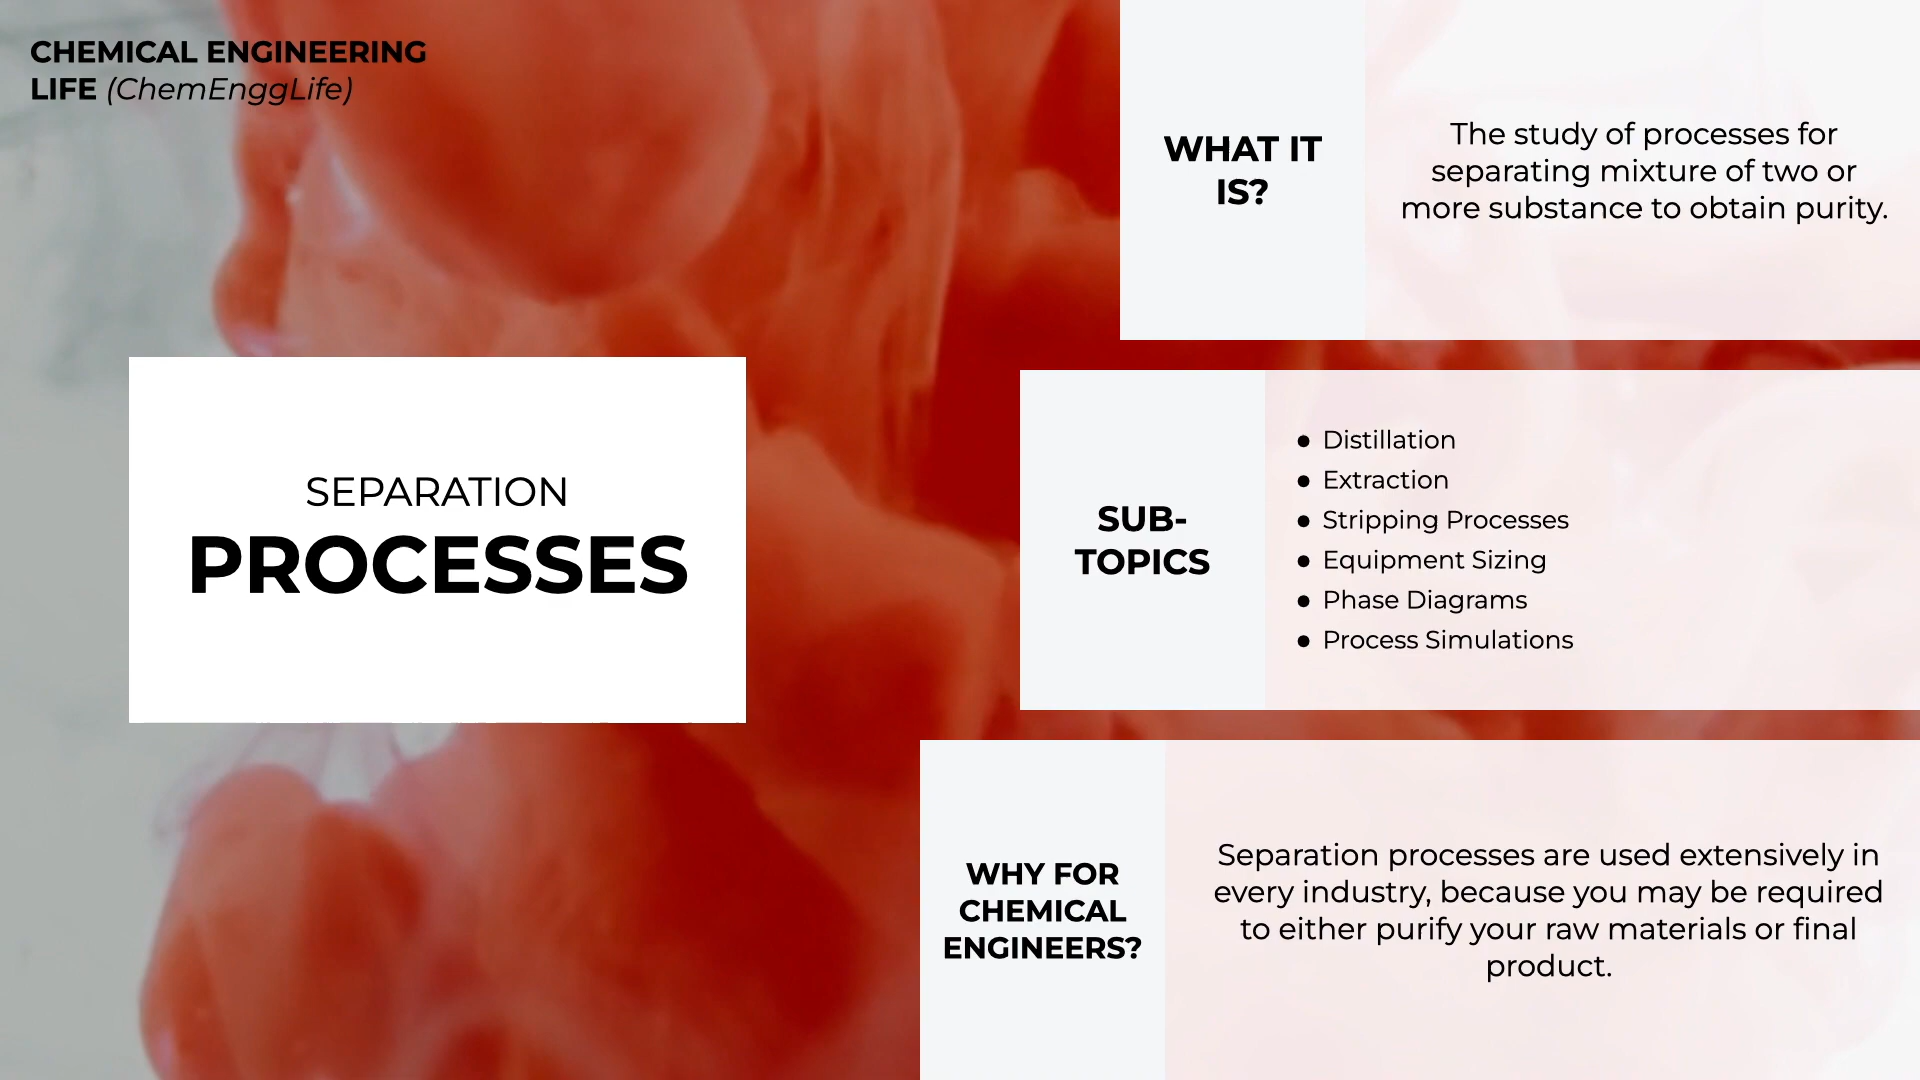 CHEMICAL ENGINEERING
LIFE (ChemEnggLife)
SEPARATION
PROCESSES
WHAT IT
IS?
The study of processes for
separating mixture of two or
more substance to obtain purity.
SUB-
TOPICS
● Distillation
● Extraction
● Stripping Processes
● Equipment Sizing
● Phase Diagrams
● Process Simulations
WHY FOR
CHEMICAL
ENGINEERS?
Separation processes are used extensively in
every industry, because you may be required
to either purify your raw materials or final
product.